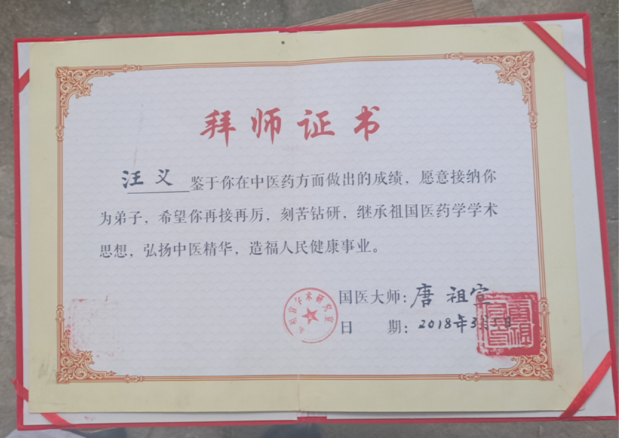 拜师证书
汪义 鉴于你在中医药方面做出的成绩，愿意接纳你
为弟子，希望你再接再厉，刻苦钻研，继承祖国医药学学术
思想，弘扬中医精华，造福人民健康事业。
国医大师：唐祖宣
日 期：2018年3月5日